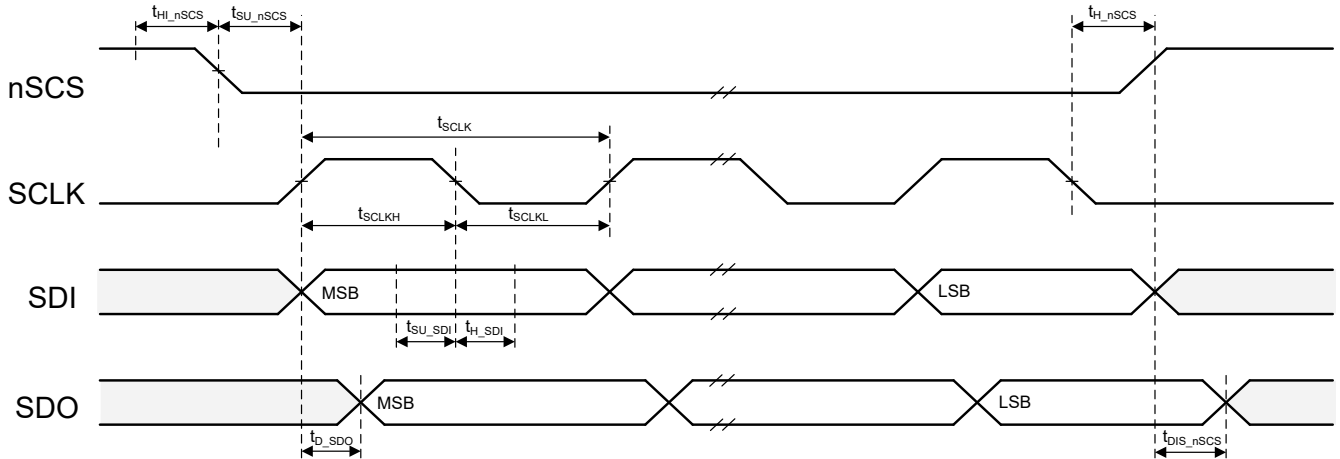 tHI_nSCS tSU_nSCS tH_nSCS
nSCS
tSCLK
SCLK
tSCLKH tSCLKL
SDI MSB LSB
tSU_SDI tH_SDI
SDO MSB LSB
tD_SDO tDIS_nSCS